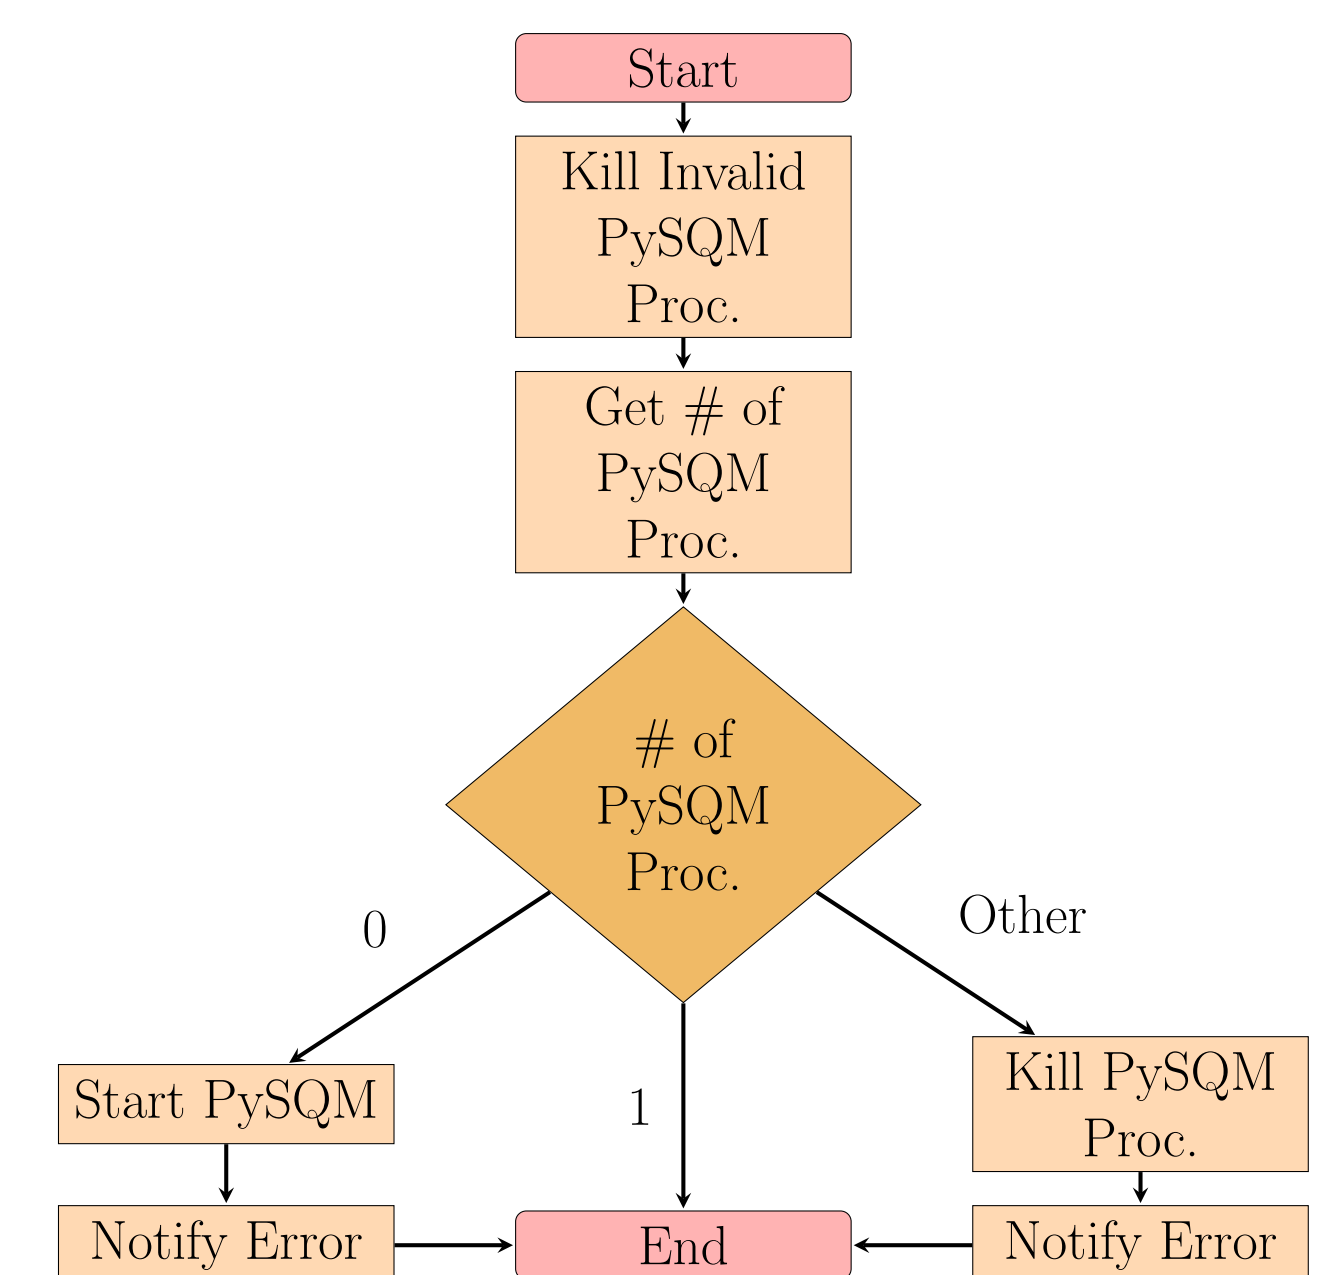 Start
Kill Invalid
PySQM
Proc.
Get # of
PySQM
Proc.
# of
PySQM
Proc.
0
Other
1
Start PySQM
Kill PySQM
Proc.
Notify Error
End
Notify Error